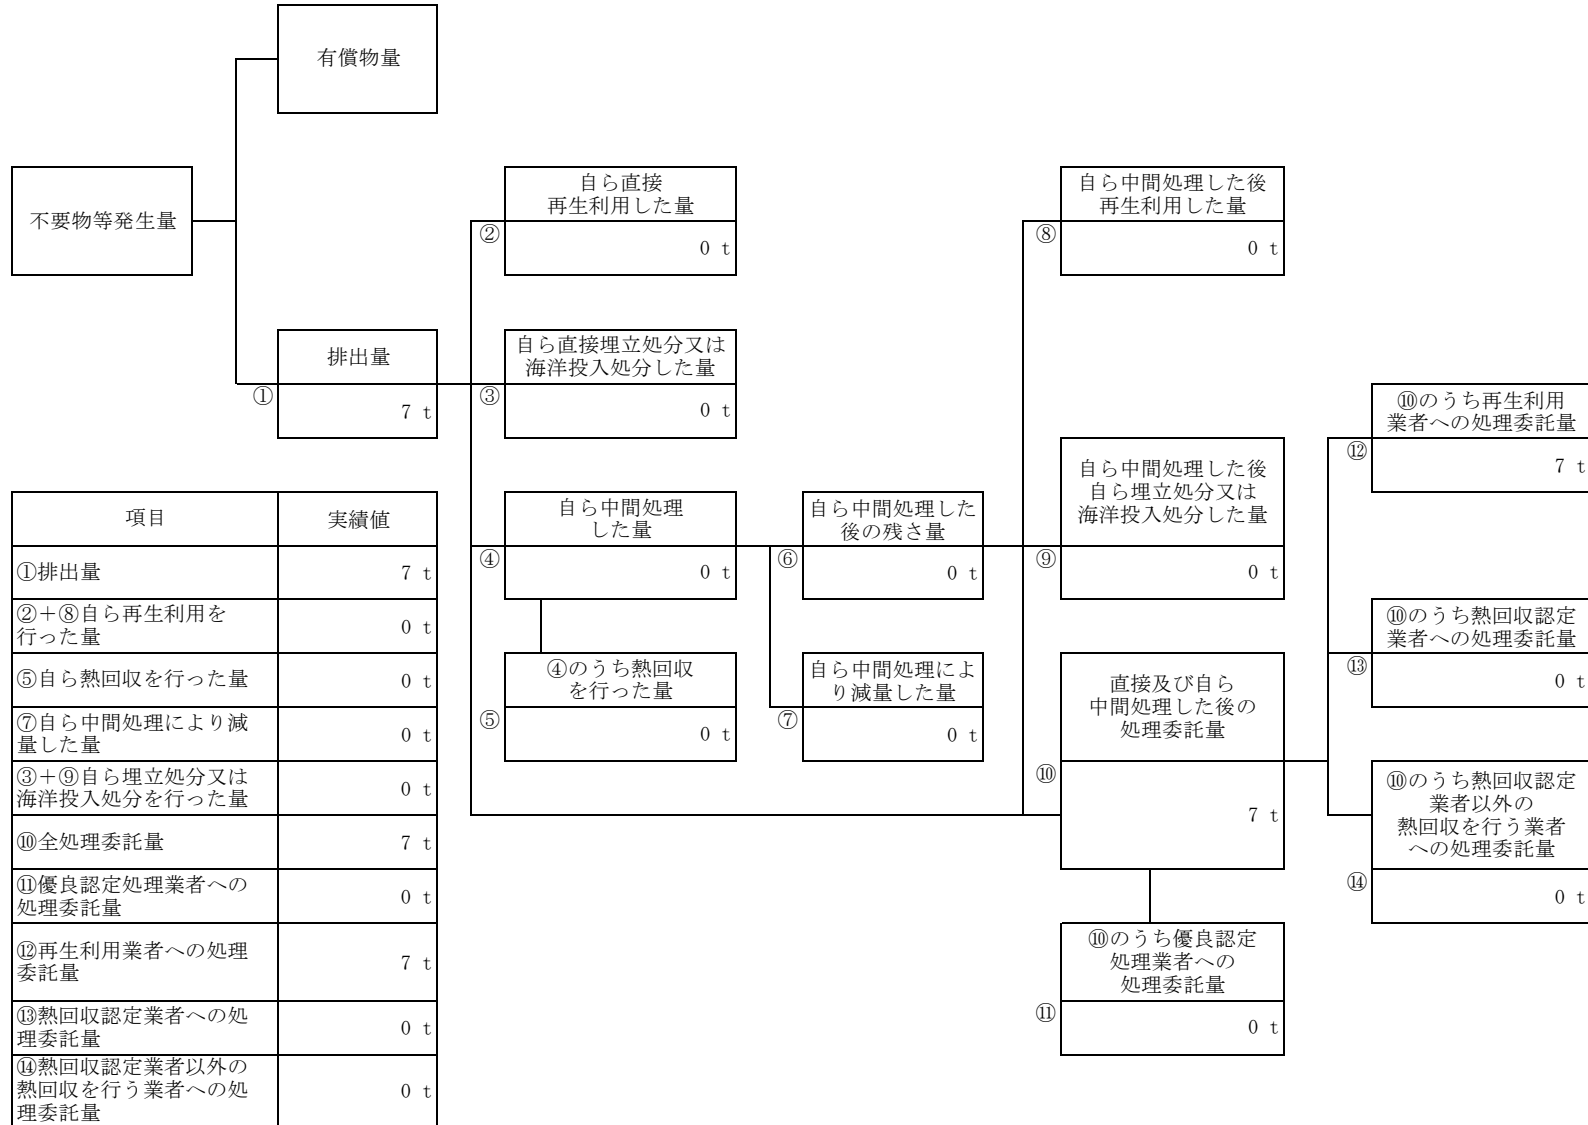 有償物量
不要物等発生量
自ら直接
再生利用した量
②
0 t
自ら中間処理した後
再生利用した量
⑧
0 t
排出量
①
7 t
自ら直接埋立処分又は
海洋投入処分した量
③
0 t
⑩のうち再生利用
業者への処理委託量
⑫
7 t
自ら中間処理した後
自ら埋立処分又は
海洋投入処分した量
⑨
0 t
自ら中間処理
した量
④
0 t
自ら中間処理した
後の残さ量
⑥
0 t
⑩のうち熱回収認定
業者への処理委託量
⑬
0 t
④のうち熱回収
を行った量
⑤
0 t
自ら中間処理によ
り減量した量
⑦
0 t
直接及び自ら
中間処理した後の
処理委託量
⑩
7 t
⑩のうち熱回収認定
業者以外の
熱回収を行う業者
への処理委託量
⑭
0 t
⑩のうち優良認定
処理業者への
処理委託量
⑪
0 t
項目 実績値
①排出量 7 t
②＋⑧自ら再生利用を
行った量 0 t
⑤自ら熱回収を行った量 0 t
⑦自ら中間処理により減
量した量 0 t
③＋⑨自ら埋立処分又は
海洋投入処分を行った量 0 t
⑩全処理委託量 7 t
⑪優良認定処理業者への
処理委託量 0 t
⑫再生利用業者への処理
委託量 7 t
⑬熱回収認定業者への処
理委託量 0 t
⑭熱回収認定業者以外の
熱回収を行う業者への処
理委託量 0 t